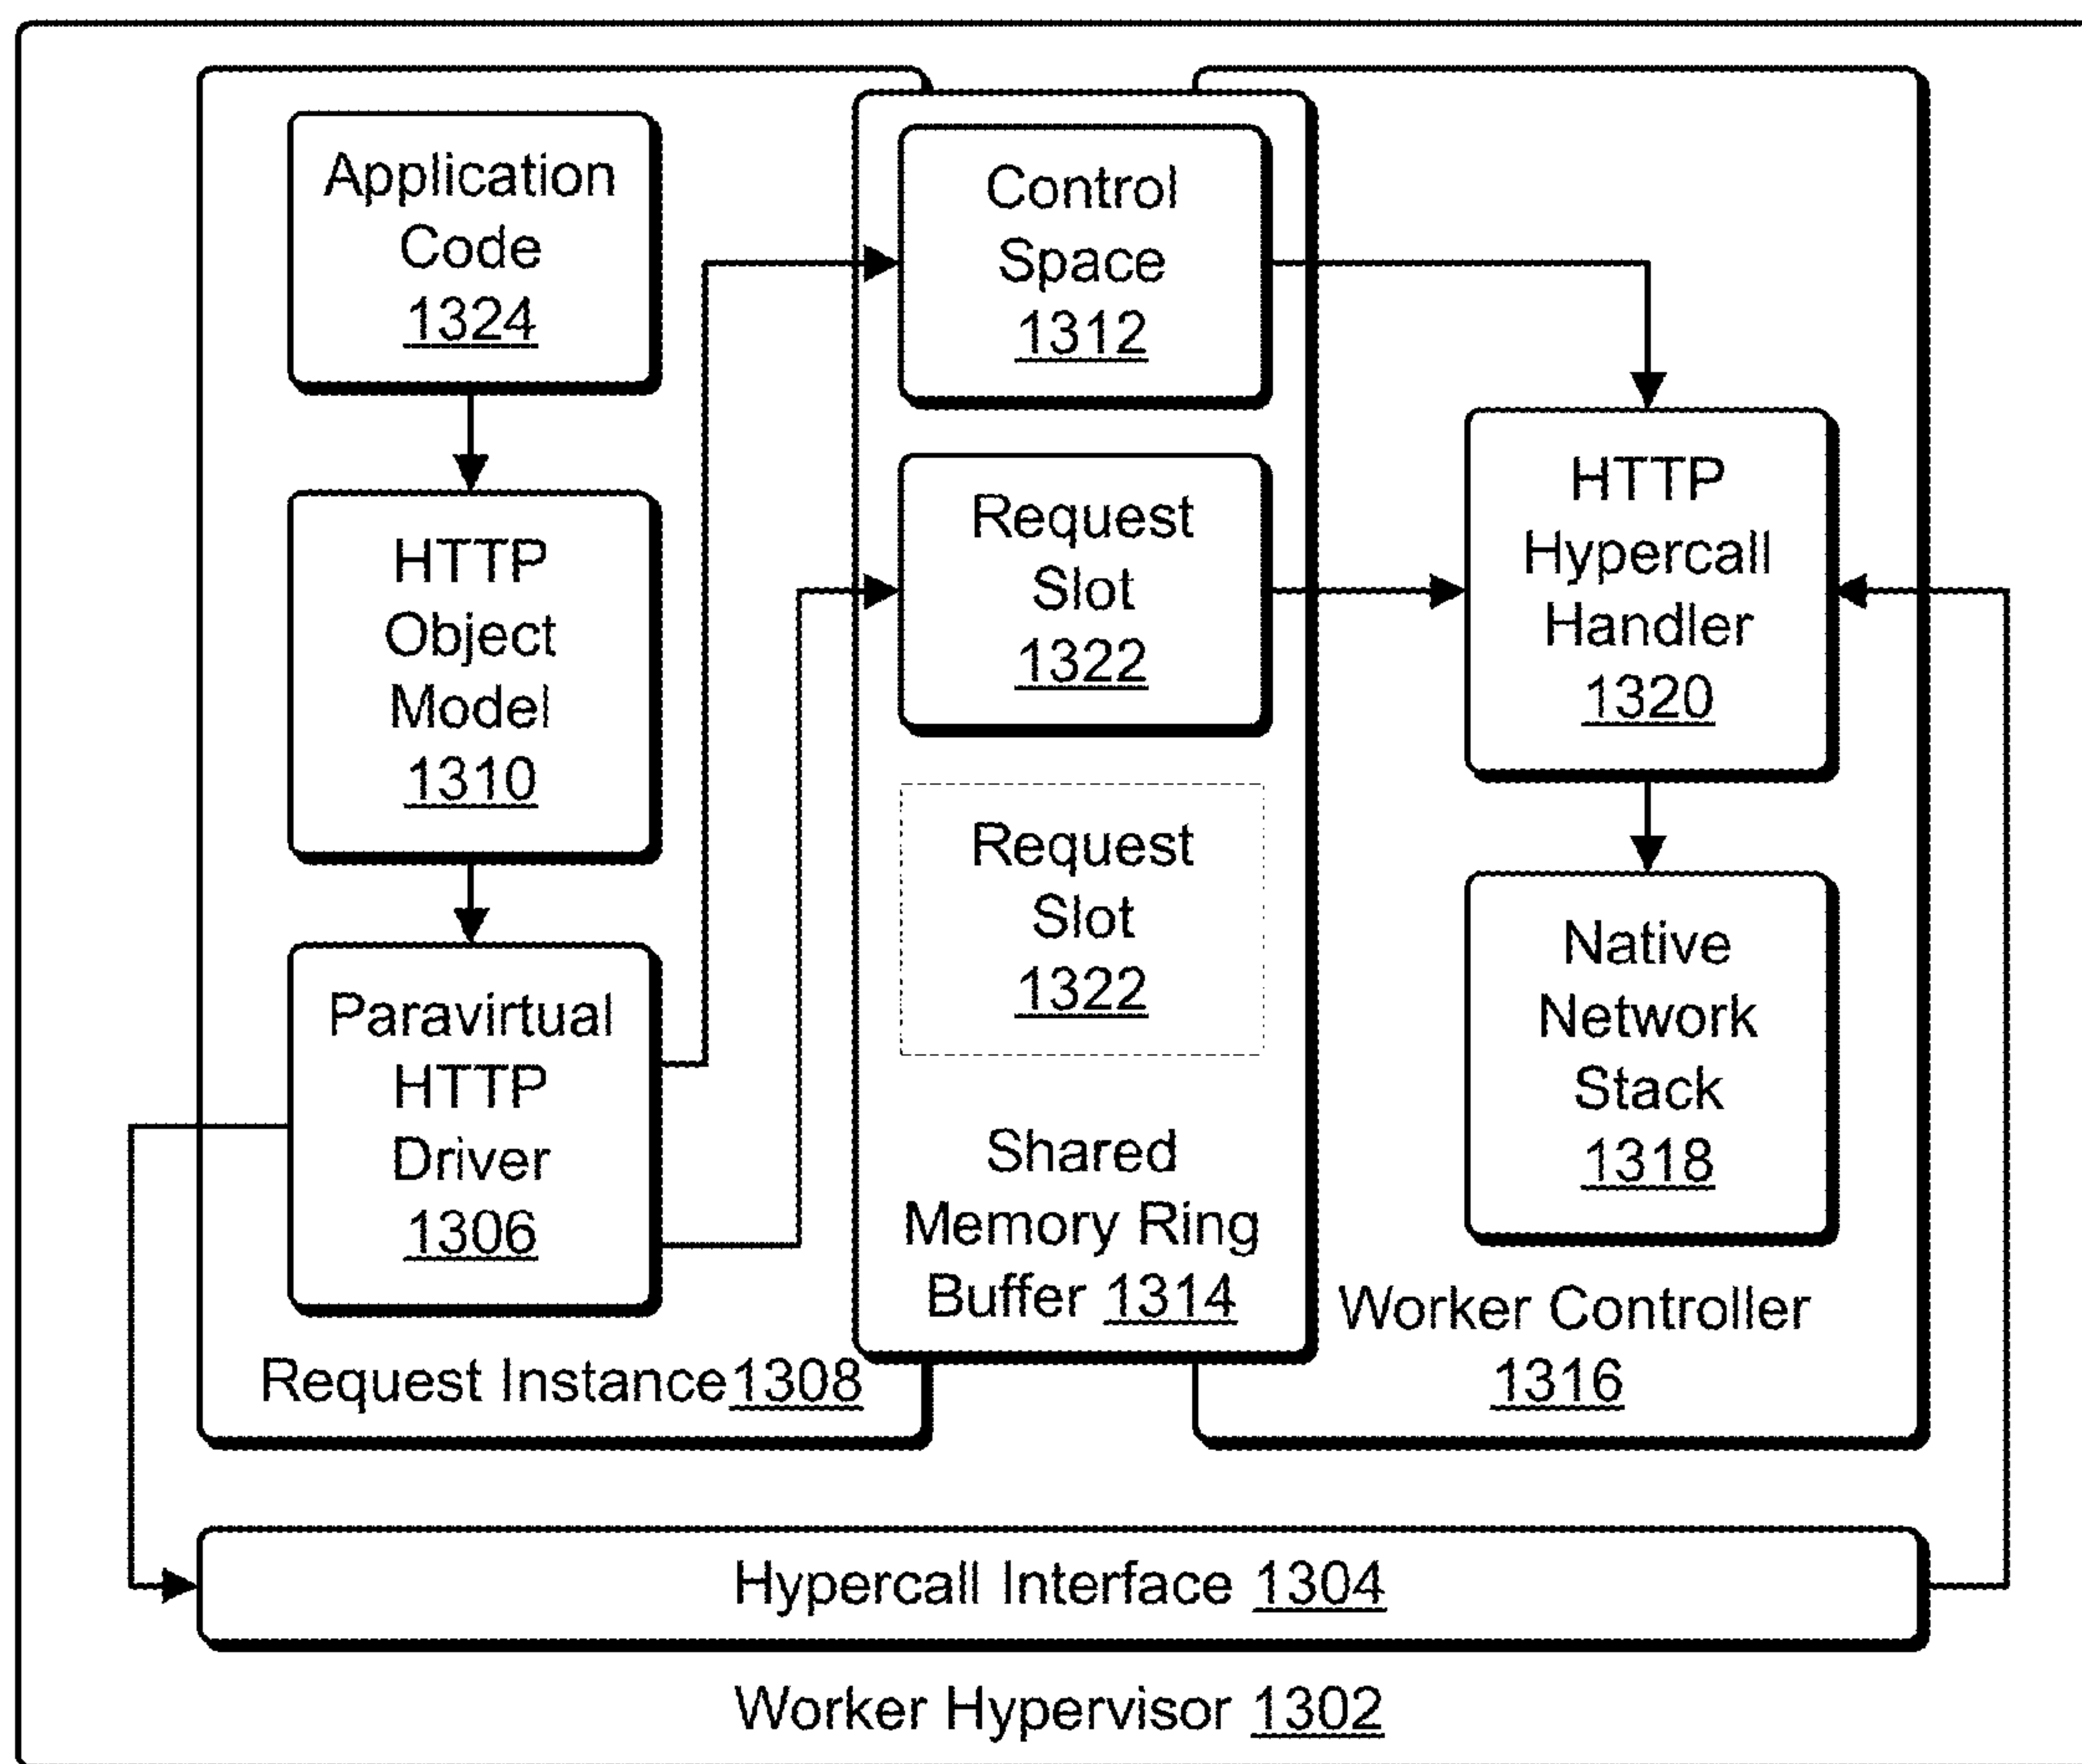 Application
Code
1324
HTTP
Object
Model
1310
Paravirtual
HTTP
Driver
1306
Request Instance1308
Control
Space
1312
Request
Slot
1322
Request
Slot
1322
Shared
Memory Ring
Buffer 1314
HTTP
Hypercall
Handler
1320
Native
Network
Stack
1318
Worker Controller
1316
Hypercall Interface 1304
Worker Hypervisor 1302